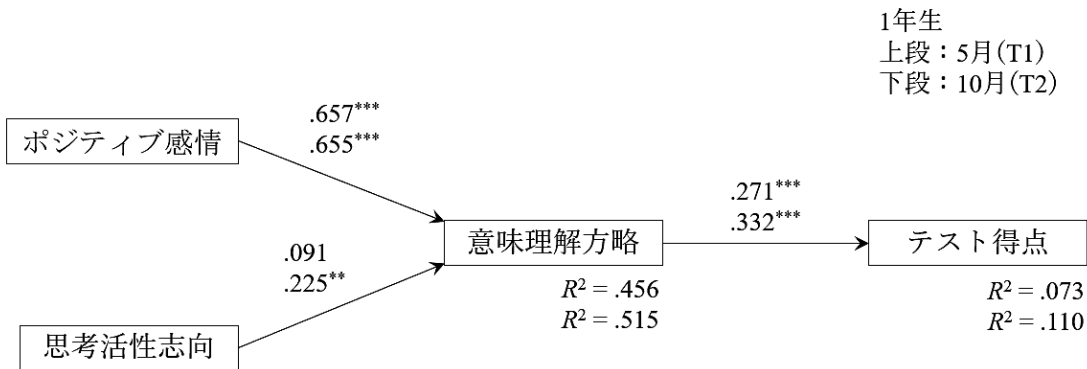 1年生
上段：5月(T1)
下段：10月(T2)
.657***
.655***
ポジティブ感情
.271***
.332***
意味理解方略
テスト得点
.091
.225**
R² = .456
R² = .515
R² = .073
R² = .110
思考活性志向